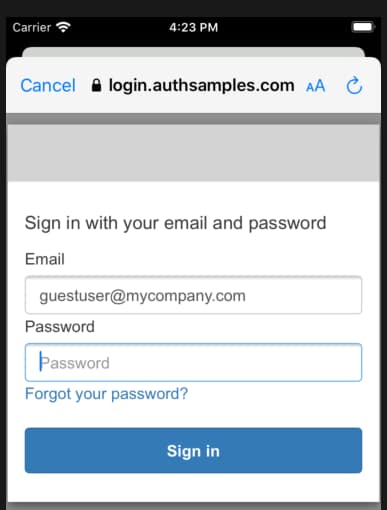 Carrier 4:23 PM
Cancel login.authsamples.com AA
Sign in with your email and password
Email
guestuser@mycompany.com
Password
Password
Forgot your password?
Sign in